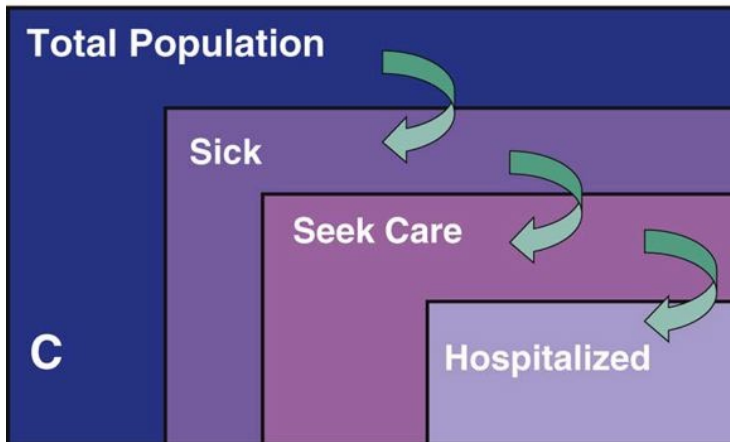 Total Population
Sick
Seek Care
C
Hospitalized